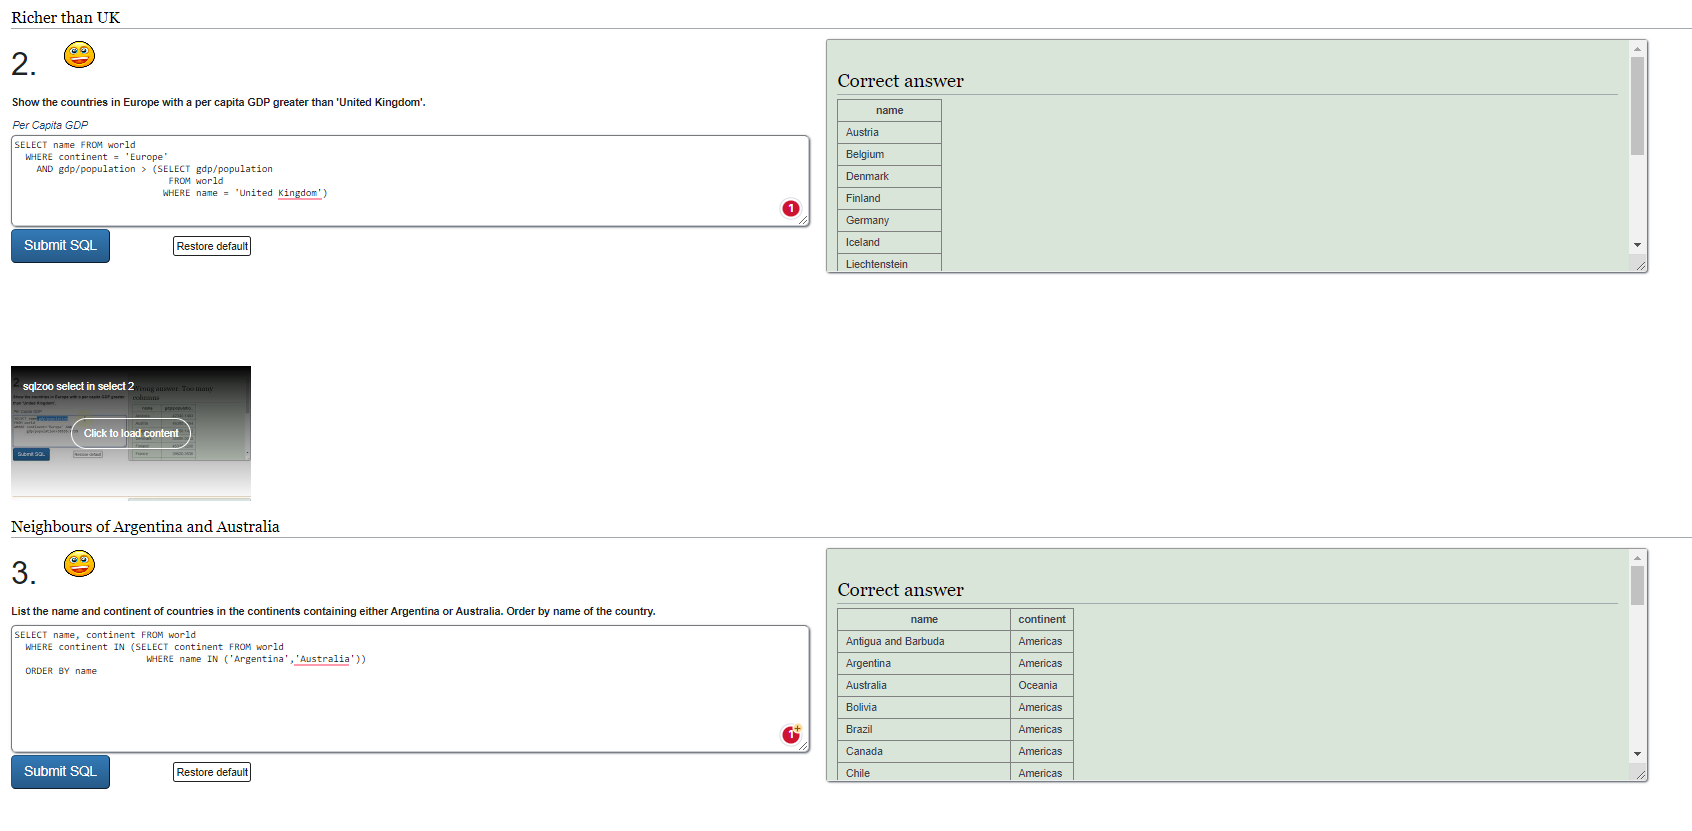 Richer than UK
2.
Show the countries in Europe with a per capita GDP greater than 'United Kingdom'.
Per Capita GDP
SELECT name FROM world
WHERE continent = 'Europe'
AND gdp/population > (SELECT gdp/population
FROM world
WHERE name = 'United Kingdom')
1
Submit SQL
Restore default
Correct answer
name
Austria
Belgium
Denmark
Finland
Germany
Iceland
Liechtenstein
sqlzoo select in select 2
Click to load content
Submit SQL
Restore default
Neighbours of Argentina and Australia
3.
List the name and continent of countries in the continents containing either Argentina or Australia. Order by name of the country.
SELECT name, continent FROM world
WHERE continent IN (SELECT continent FROM world
WHERE name IN ('Argentina','Australia'))
ORDER BY name
1
Submit SQL
Restore default
Correct answer
name continent
Antigua and Barbuda Americas
Argentina Americas
Australia Oceania
Bolivia Americas
Brazil Americas
Canada Americas
Chile Americas